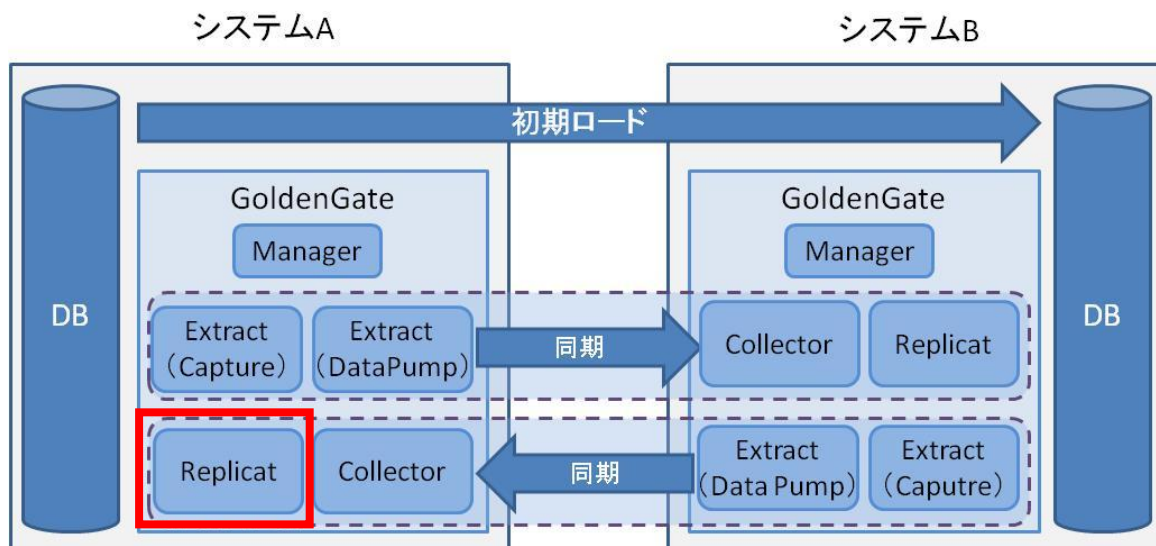 システムA
システムB
初期ロード
GoldenGate
GoldenGate
Manager
Manager
DB
DB
Extract
（Capture）
Extract
（DataPump）
同期
Collector
Replicat
Replicat
Collector
同期
Extract
（Data Pump）
Extract
（Caputre）